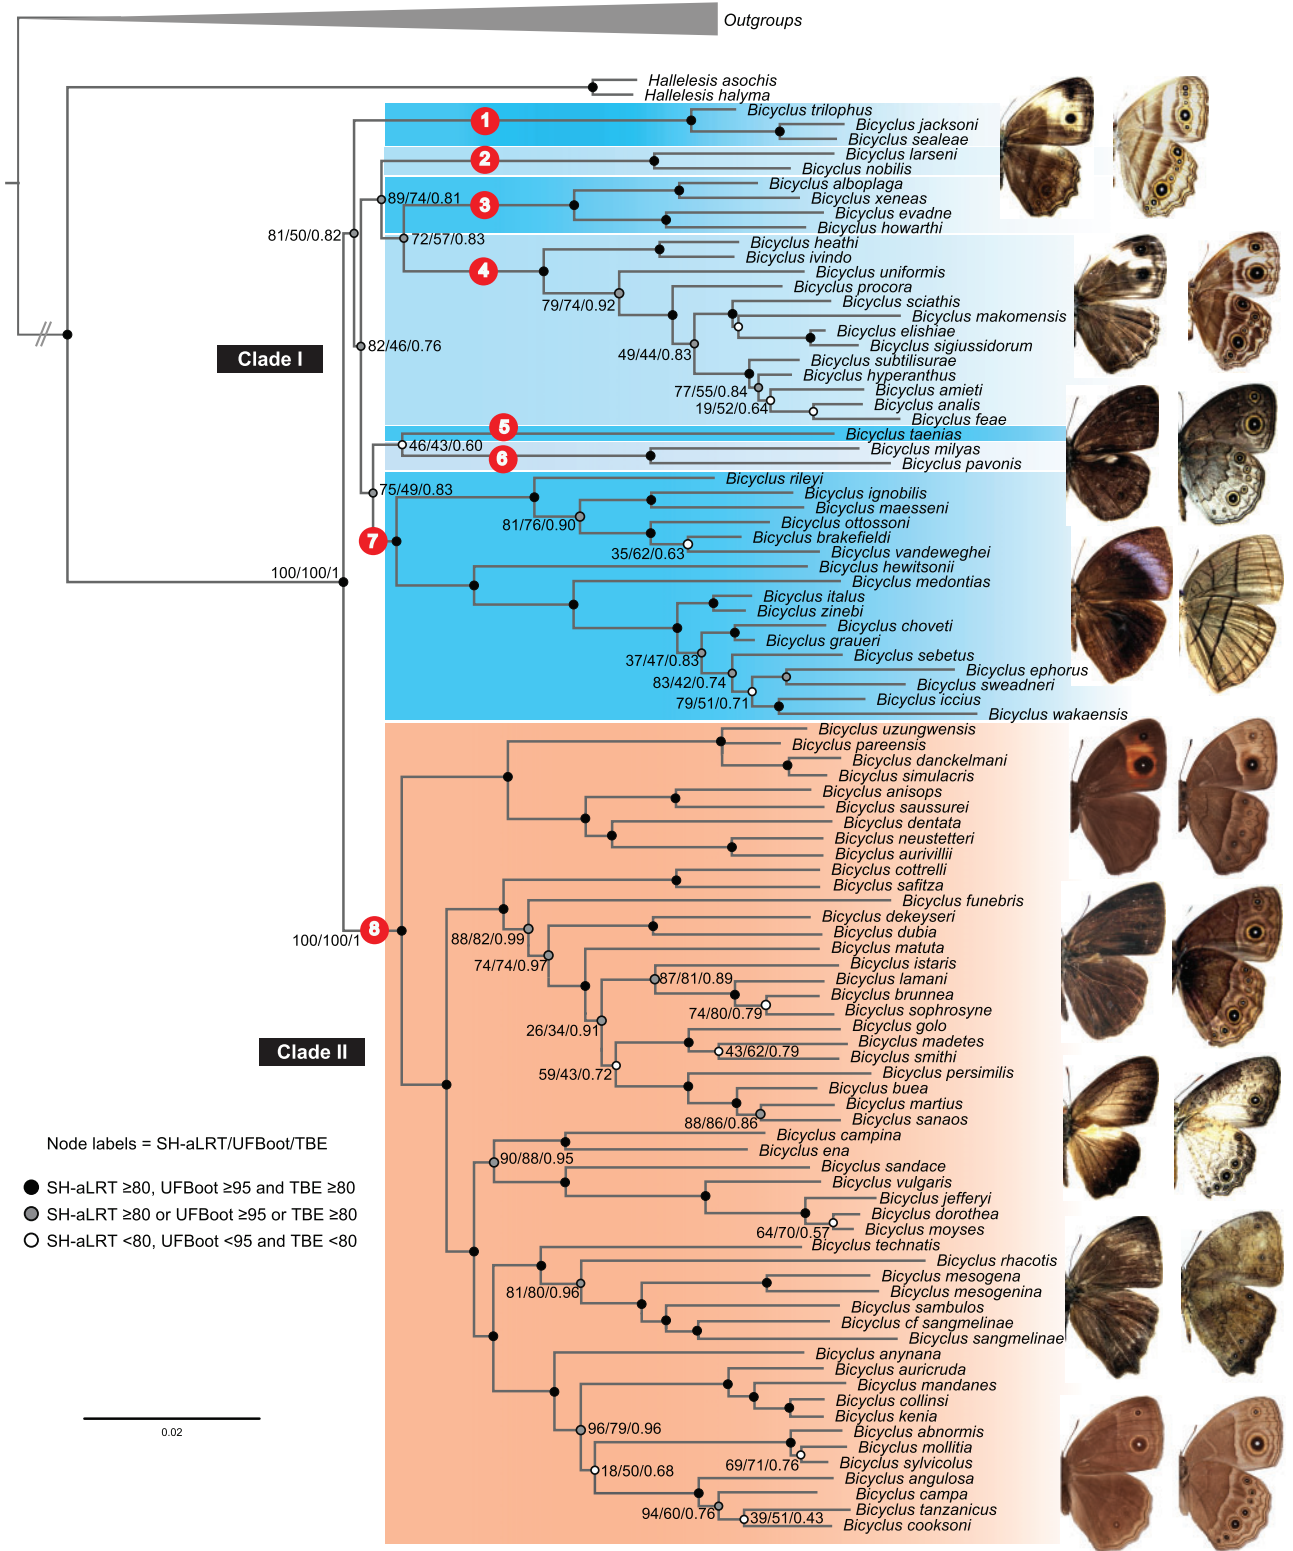 Outgroups
Hallelesis asochis
Hallelesis halyma
Bicyclus trilophus
1
Bicyclus jacksoni
Bicyclus sealeae
Bicyclus larseni
2
Bicyclus nobilis
Bicyclus alboplaga
89/74/0.81
Bicyclus xeneas
3
Bicyclus evadne
Bicyclus howarthi
81/50/0.82
72/57/0.83
Bicyclus heathi
Bicyclus ivindo
4
Bicyclus uniformis
Bicyclus procora
79/74/0.92
Bicyclus sciathis
Bicyclus makomensis
Bicyclus elishiae
82/46/0.76
Bicyclus sigiussidorum
Clade I
49/44/0.83
Bicyclus subtilisurae
Bicyclus hyperanthus
77/55/0.84
Bicyclus amieti
19/52/0.64
Bicyclus analis
Bicyclus feae
5
Bicyclus taenias
46/43/0.60
Bicyclus milyas
6
Bicyclus pavonis
Bicyclus rileyi
75/49/0.83
Bicyclus ignobilis
Bicyclus maesseni
81/76/0.90
Bicyclus ottossoni
Bicyclus brakefieldi
7
35/62/0.63
Bicyclus vandeweghei
Bicyclus hewitsonii
100/100/1
Bicyclus medontias
Bicyclus italus
Bicyclus zinebi
Bicyclus choveti
Bicyclus graueri
37/47/0.83
Bicyclus sebetus
Bicyclus ephorus
83/42/0.74
Bicyclus sweadneri
79/51/0.71
Bicyclus iccius
Bicyclus wakaensis
Bicyclus uzungwensis
Bicyclus pareensis
Bicyclus danckelmani
Bicyclus simulacris
Bicyclus anisops
Bicyclus saussurei
Bicyclus dentata
Bicyclus neustetteri
Bicyclus aurivillii
Bicyclus cottrelli
Bicyclus safitza
Bicyclus funebris
Bicyclus dekeyseri
8
Bicyclus dubia
100/100/1
88/82/0.99
Bicyclus matuta
74/74/0.97
Bicyclus istaris
87/81/0.89
Bicyclus lamani
Bicyclus brunnea
74/80/0.79
Bicyclus sophrosyne
26/34/0.91
Bicyclus golo
Bicyclus madetes
Clade II
43/62/0.79
Bicyclus smithi
59/43/0.72
Bicyclus persimilis
Bicyclus buea
Bicyclus martius
88/86/0.86
Bicyclus sanaos
Bicyclus campina
Node labels = SH-aLRT/UFBoot/TBE
Bicyclus ena
90/88/0.95
Bicyclus sandace
Bicyclus vulgaris
SH-aLRT ≥80, UFBoot ≥95 and TBE ≥80
Bicyclus jefferyi
SH-aLRT ≥80 or UFBoot ≥95 or TBE ≥80
Bicyclus dorothea
64/70/0.57
Bicyclus moyses
SH-aLRT <80, UFBoot <95 and TBE <80
Bicyclus technatis
Bicyclus rhacotis
Bicyclus mesogena
81/80/0.96
Bicyclus mesogenina
Bicyclus sambulos
Bicyclus cf sangmelinae
Bicyclus sangmelinae
Bicyclus anynana
Bicyclus auricruda
Bicyclus mandanes
Bicyclus collinsi
Bicyclus kenia
0.02
96/79/0.96
Bicyclus abnormis
Bicyclus mollitia
69/71/0.76
Bicyclus sylvicolus
18/50/0.68
Bicyclus angulosa
Bicyclus campa
94/60/0.76
Bicyclus tanzanicus
39/51/0.43
Bicyclus cooksoni